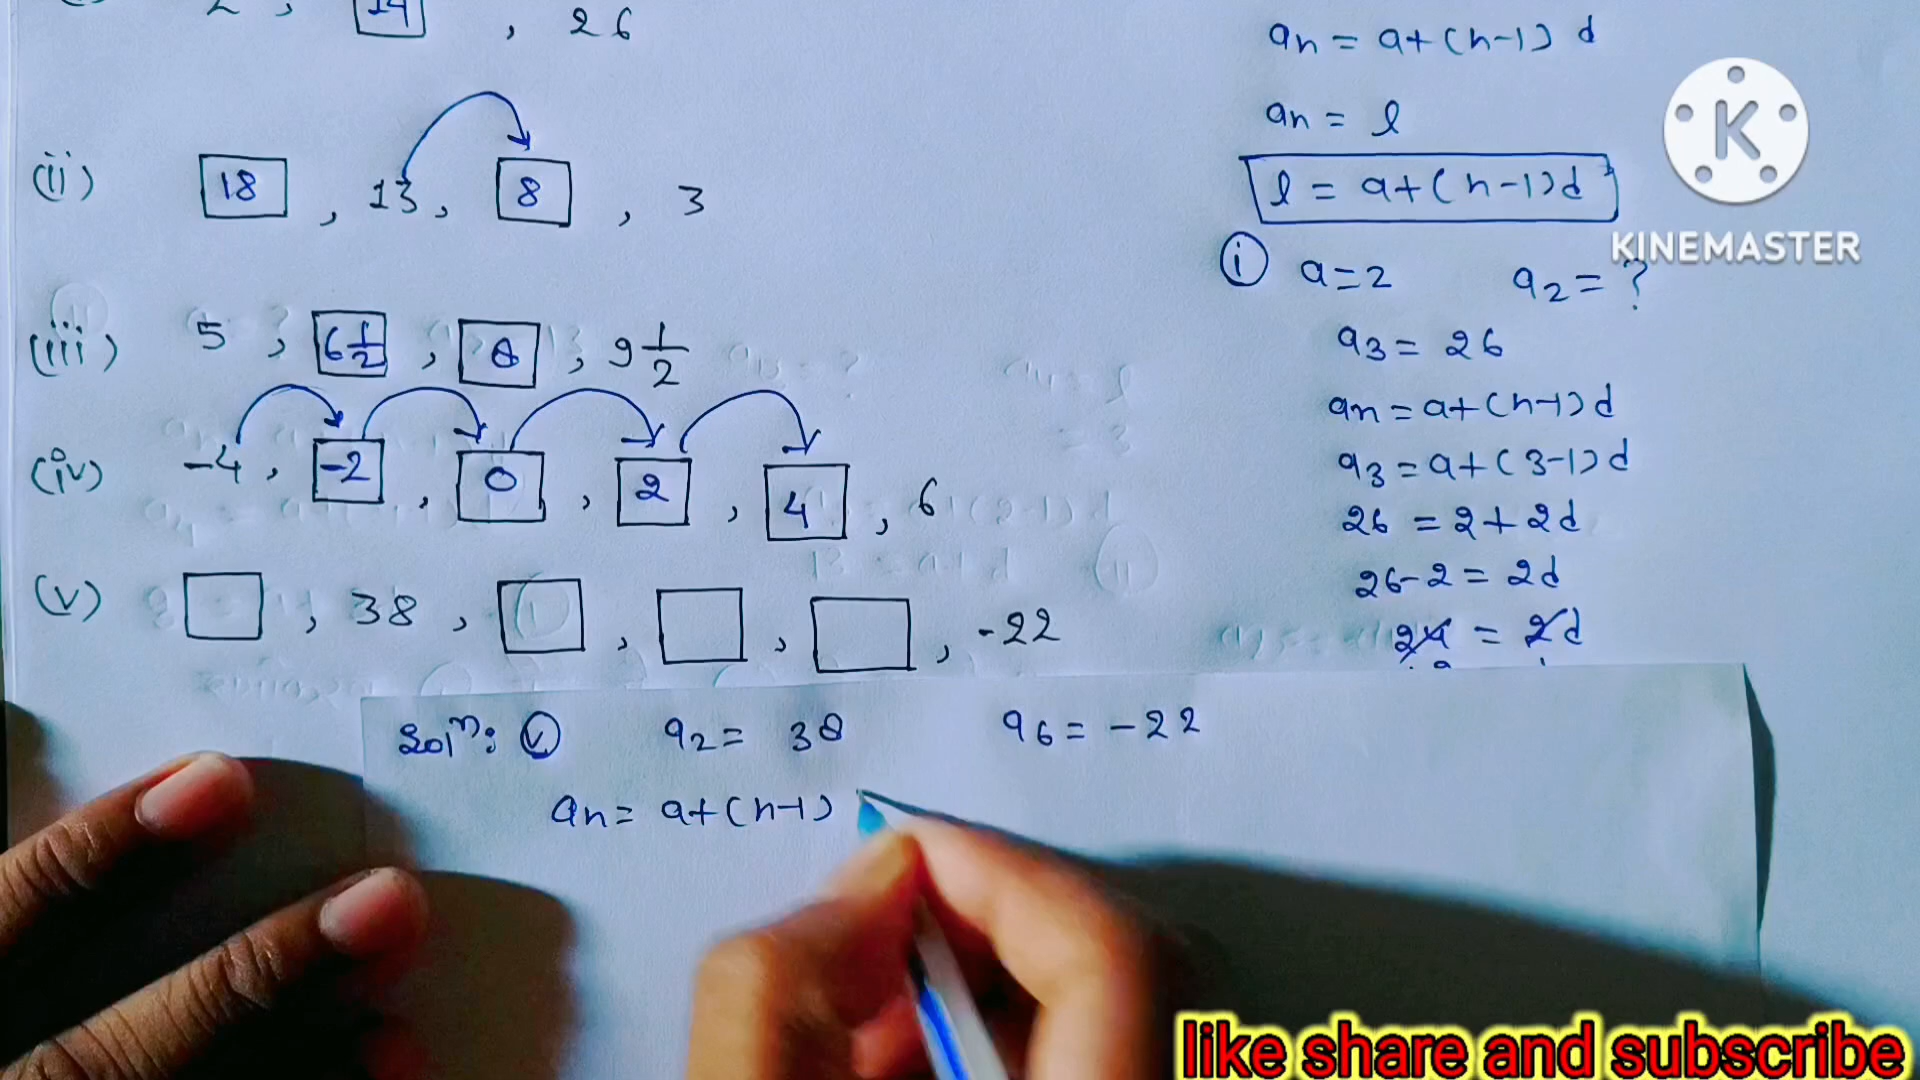 14 , 26
(ii) 18 , 13 , 8 , 3
(iii) 5 , 6 1/2 , 8 , 9 1/2
(iv) -4 , -2 , 0 , 2 , 4 , 6
(v) , 38 , , , , -22
an = a+(n-1) d
an = l
l = a+(n-1)d
i a=2 a2 = ?
a3 = 26
an = a+(n-1)d
a3 = a+(3-1)d
26 = 2+2d
26-2 = 2d
24 = 2d
Solⁿ: v a2 = 38 a6 = -22
an = a+(n-1)
K
KINEMASTER
like share and subscribe